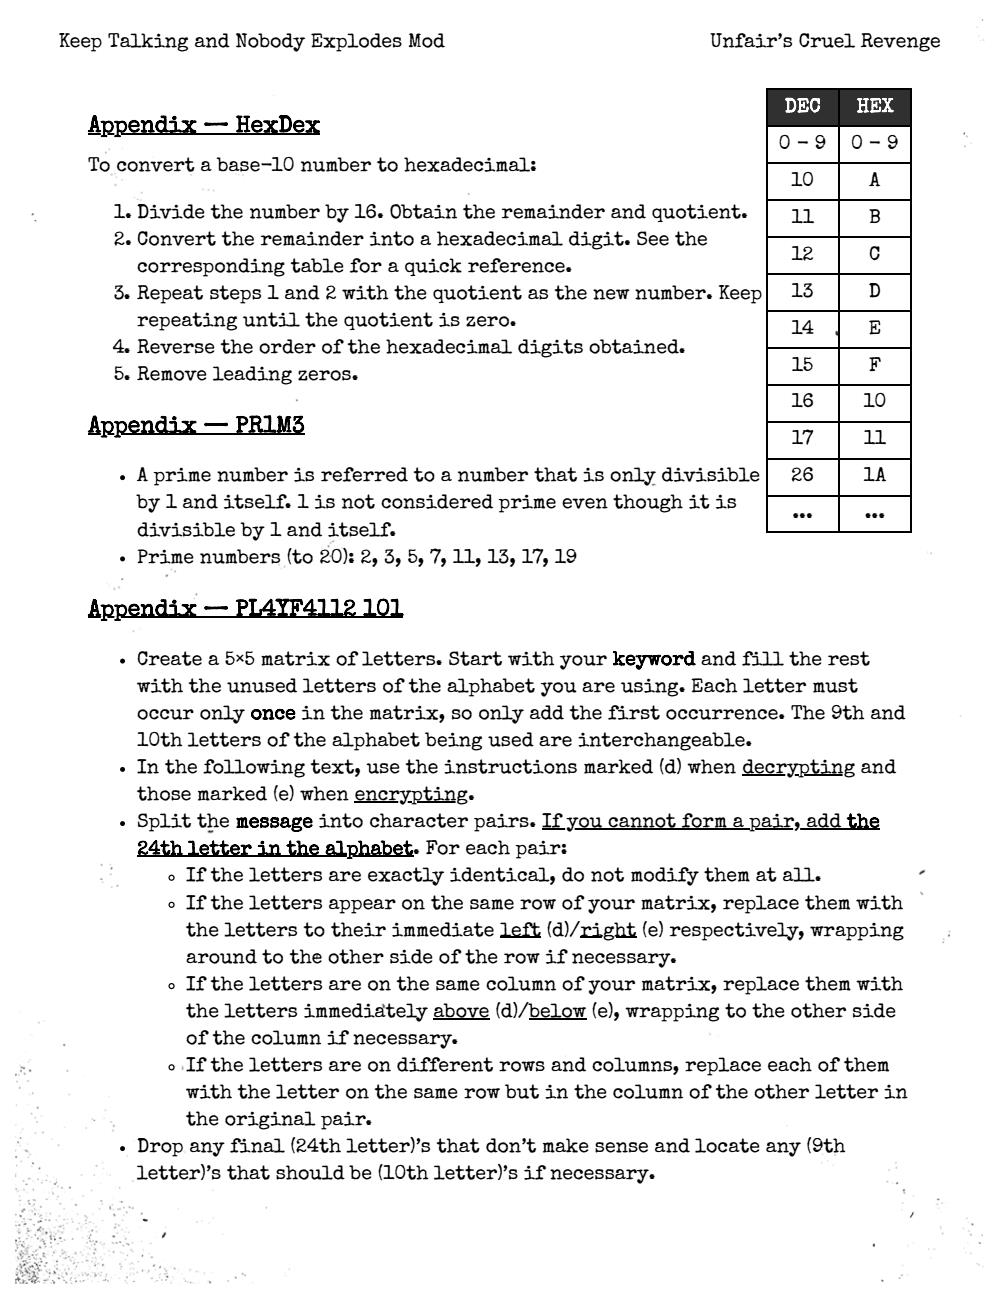 Keep Talking and Nobody Explodes Mod
Unfair's Cruel Revenge
Appendix — HexDex
To convert a base-10 number to hexadecimal:
1. Divide the number by 16. Obtain the remainder and quotient.
2. Convert the remainder into a hexadecimal digit. See the
corresponding table for a quick reference.
3. Repeat steps 1 and 2 with the quotient as the new number. Keep
repeating until the quotient is zero.
4. Reverse the order of the hexadecimal digits obtained.
5. Remove leading zeros.
DEC HEX
0 – 9 0 – 9
10 A
11 B
12 C
13 D
14 E
15 F
16 10
17 11
26 1A
... ...
Appendix — PR1M3
• A prime number is referred to a number that is only divisible
by 1 and itself. 1 is not considered prime even though it is
divisible by 1 and itself.
• Prime numbers (to 20): 2, 3, 5, 7, 11, 13, 17, 19
Appendix — PL4YF4112 101
• Create a 5×5 matrix of letters. Start with your keyword and fill the rest
with the unused letters of the alphabet you are using. Each letter must
occur only once in the matrix, so only add the first occurrence. The 9th and
10th letters of the alphabet being used are interchangeable.
• In the following text, use the instructions marked (d) when decrypting and
those marked (e) when encrypting.
• Split the message into character pairs. If you cannot form a pair, add the
24th letter in the alphabet. For each pair:
◦ If the letters are exactly identical, do not modify them at all.
◦ If the letters appear on the same row of your matrix, replace them with
the letters to their immediate left (d)/right (e) respectively, wrapping
around to the other side of the row if necessary.
◦ If the letters are on the same column of your matrix, replace them with
the letters immediately above (d)/below (e), wrapping to the other side
of the column if necessary.
◦ If the letters are on different rows and columns, replace each of them
with the letter on the same row but in the column of the other letter in
the original pair.
• Drop any final (24th letter)'s that don't make sense and locate any (9th
letter)'s that should be (10th letter)'s if necessary.